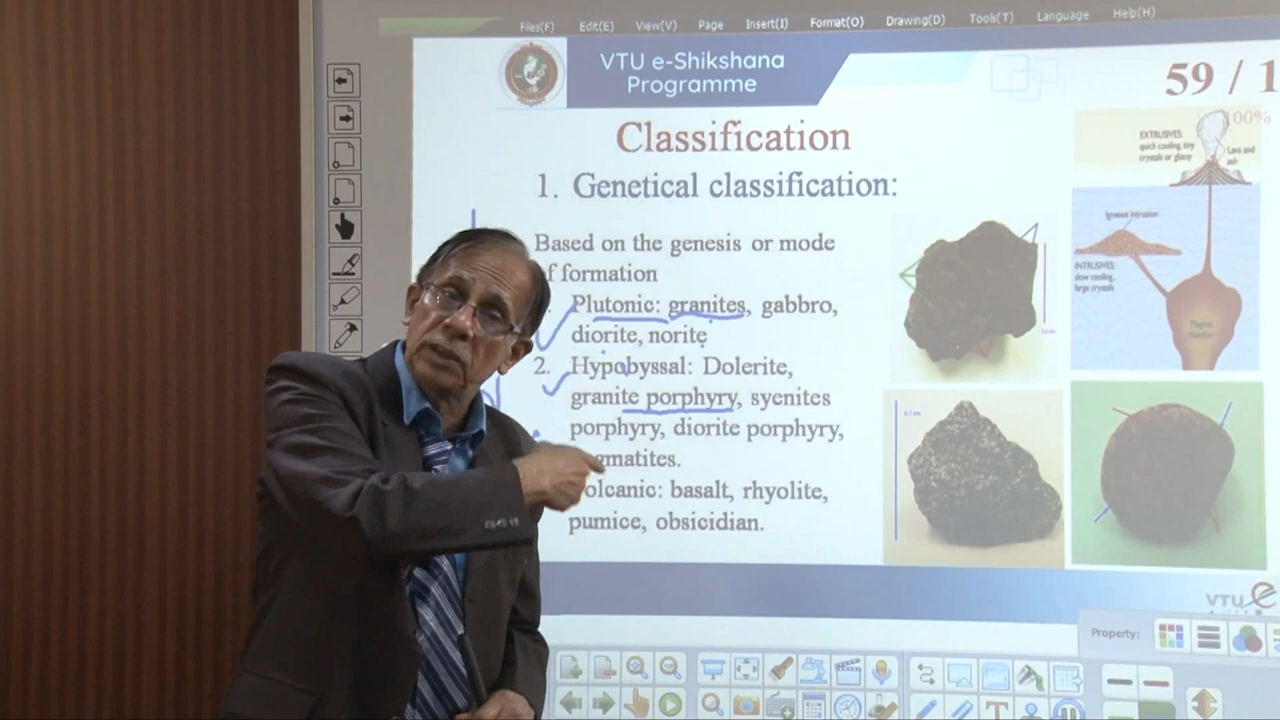 Files(F) Edit(E) View(V) Page Insert(I) Format(O) Drawing(D) Tools(T) Language Help(H)
VTU e-Shikshana
Programme
59 / 1
100%
Classification
1. Genetical classification:
Based on the genesis or mode
f formation
Plutonic: granites, gabbro,
diorite, norite
2. Hypobyssal: Dolerite,
granite porphyry, syenites
porphyry, diorite porphyry,
gmatites.
olcanic: basalt, rhyolite,
pumice, obsicidian.
EXTRUSIVES:
quick cooling, tiny
crystals or glassy
Lava and
ash
Igneous intrusion
INTRUSIVES:
slow cooling,
large crystals
Magma
chamber
VTU e
Property: